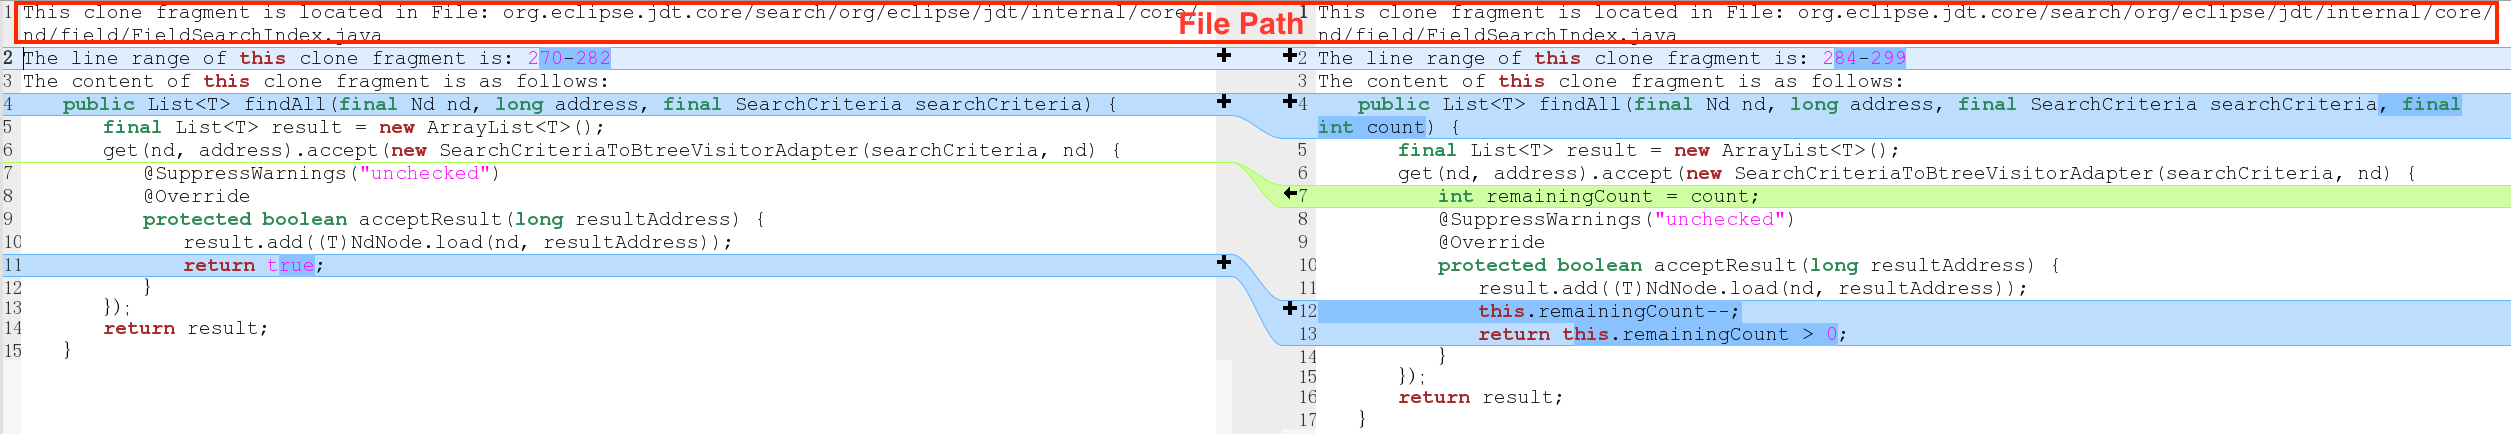 1 This clone fragment is located in File: org.eclipse.jdt.core/search/org/eclipse/jdt/internal/core/
nd/field/FieldSearchIndex.java
2 The line range of this clone fragment is: 270-282
3 The content of this clone fragment is as follows:
4 public List<T> findAll(final Nd nd, long address, final SearchCriteria searchCriteria) {
5 final List<T> result = new ArrayList<T>();
6 get(nd, address).accept(new SearchCriteriaToBtreeVisitorAdapter(searchCriteria, nd) {
7 @SuppressWarnings("unchecked")
8 @Override
9 protected boolean acceptResult(long resultAddress) {
10 result.add((T)NdNode.load(nd, resultAddress));
11 return true;
12 }
13 });
14 return result;
15 }
File Path
1 This clone fragment is located in File: org.eclipse.jdt.core/search/org/eclipse/jdt/internal/core/
nd/field/FieldSearchIndex.java
2 The line range of this clone fragment is: 284-299
3 The content of this clone fragment is as follows:
4 public List<T> findAll(final Nd nd, long address, final SearchCriteria searchCriteria, final
int count) {
5 final List<T> result = new ArrayList<T>();
6 get(nd, address).accept(new SearchCriteriaToBtreeVisitorAdapter(searchCriteria, nd) {
7 int remainingCount = count;
8 @SuppressWarnings("unchecked")
9 @Override
10 protected boolean acceptResult(long resultAddress) {
11 result.add((T)NdNode.load(nd, resultAddress));
12 this.remainingCount--;
13 return this.remainingCount > 0;
14 }
15 });
16 return result;
17 }